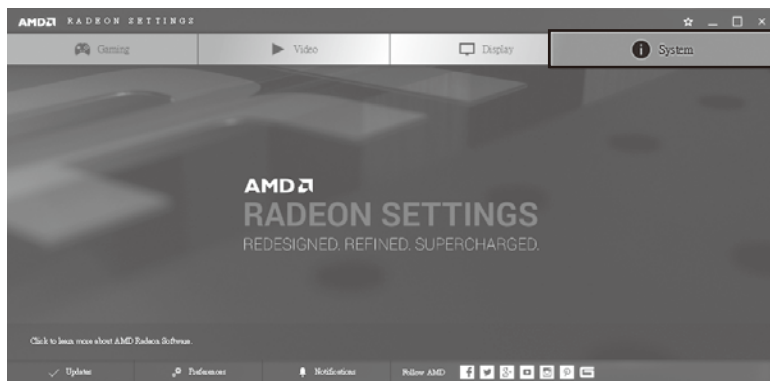 AMD RADEON SETTINGS
Gaming Video Display System
AMD
RADEON SETTINGS
REDESIGNED. REFINED. SUPERCHARGED.
Click to learn more about AMD Radeon Software.
Updates Preferences Notifications Follow AMD